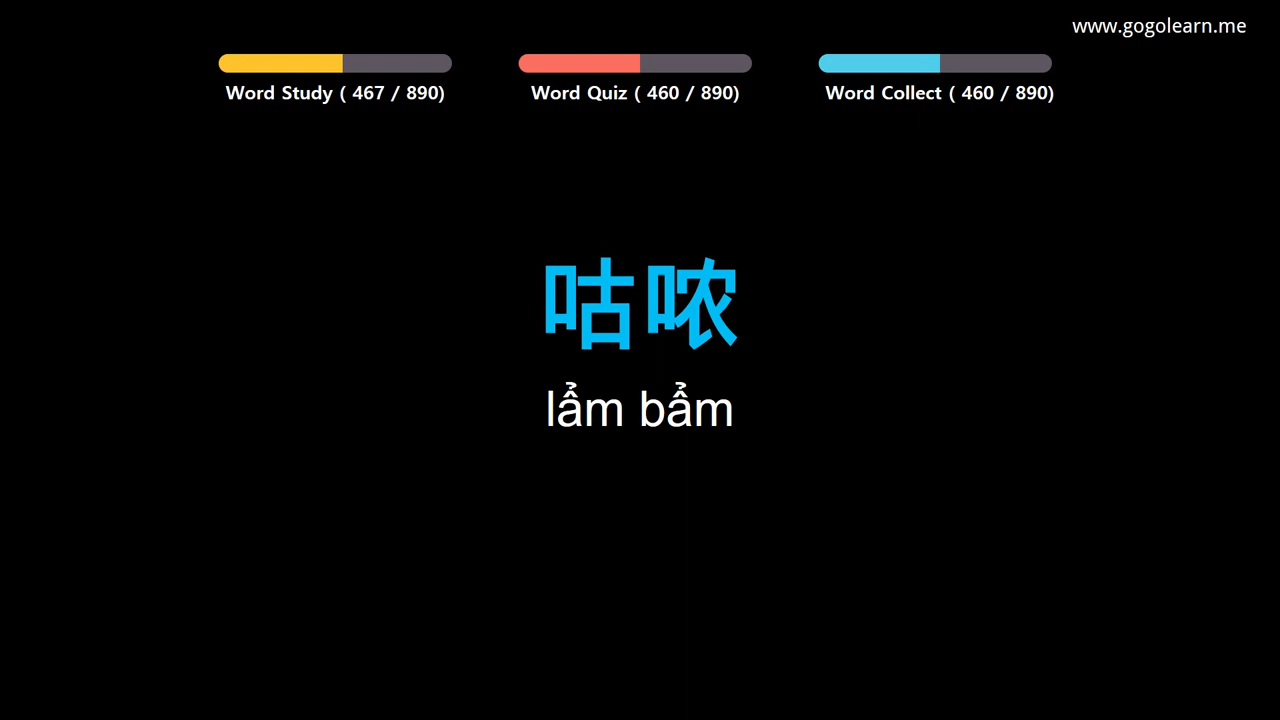 www.gogolearn.me
Word Study ( 467 / 890)
Word Quiz ( 460 / 890)
Word Collect ( 460 / 890)
咕哝
lẩm bẩm